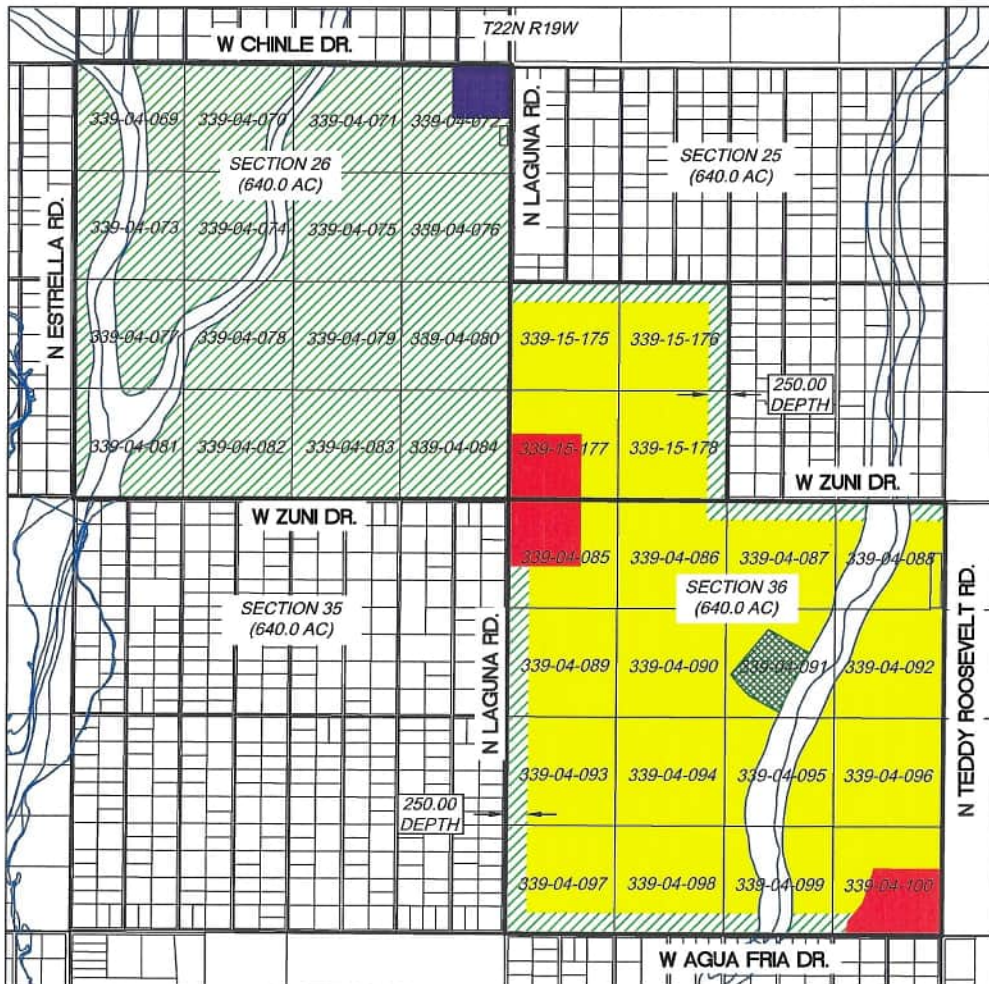 T22N R19W
W CHINLE DR.
339-04-069
339-04-070
339-04-071
339-04-072
SECTION 26
(640.0 AC)
N LAGUNA RD.
SECTION 25
(640.0 AC)
N ESTRELLA RD.
339-04-073
339-04-074
339-04-075
339-04-076
339-04-077
339-04-078
339-04-079
339-04-080
339-15-175
339-15-176
250.00
DEPTH
339-04-081
339-04-082
339-04-083
339-04-084
339-15-177
339-15-178
W ZUNI DR.
W ZUNI DR.
339-04-085
339-04-086
339-04-087
339-04-088
SECTION 35
(640.0 AC)
SECTION 36
(640.0 AC)
N LAGUNA RD.
N TEDDY ROOSEVELT RD.
339-04-089
339-04-090
339-04-091
339-04-092
339-04-093
339-04-094
339-04-095
339-04-096
250.00
DEPTH
339-04-097
339-04-098
339-04-099
339-04-100
W AGUA FRIA DR.